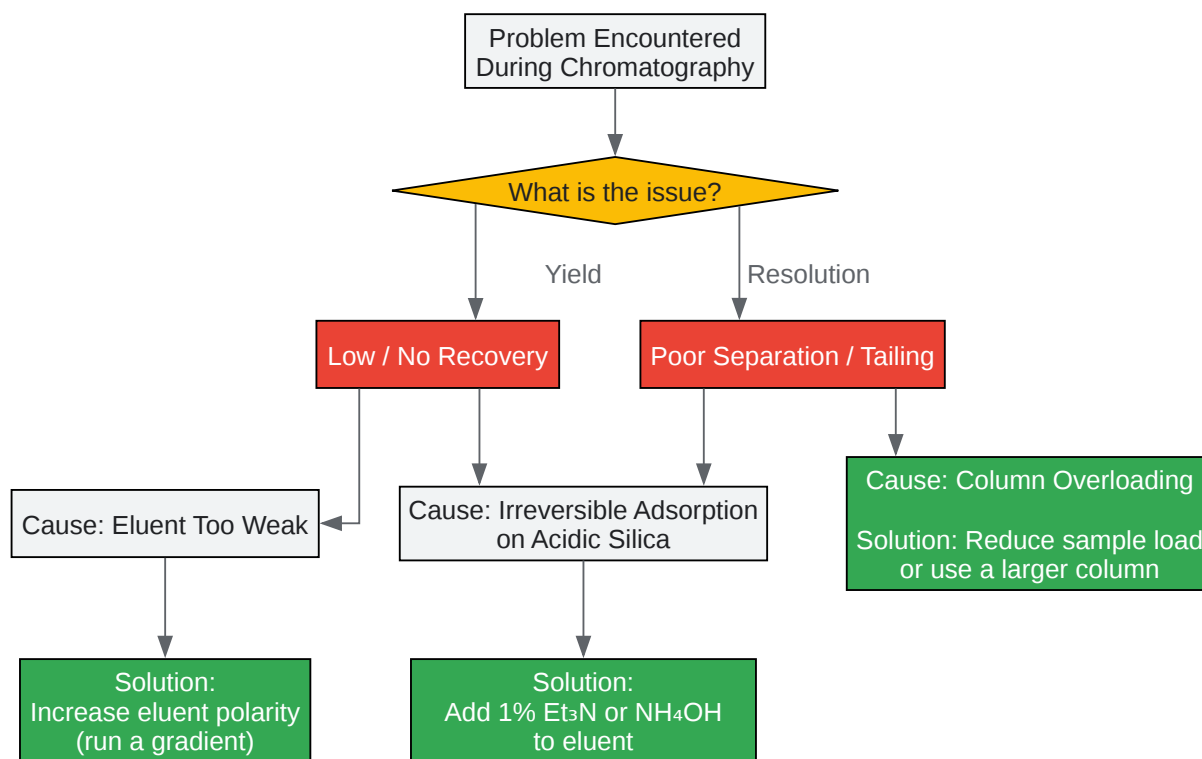 Problem Encountered
During Chromatography
What is the issue?
Yield
Resolution
Low / No Recovery
Poor Separation / Tailing
Cause: Eluent Too Weak
Cause: Irreversible Adsorption
on Acidic Silica
Cause: Column Overloading
Solution: Reduce sample load
or use a larger column
Solution:
Increase eluent polarity
(run a gradient)
Solution:
Add 1% Et₃N or NH₄OH
to eluent